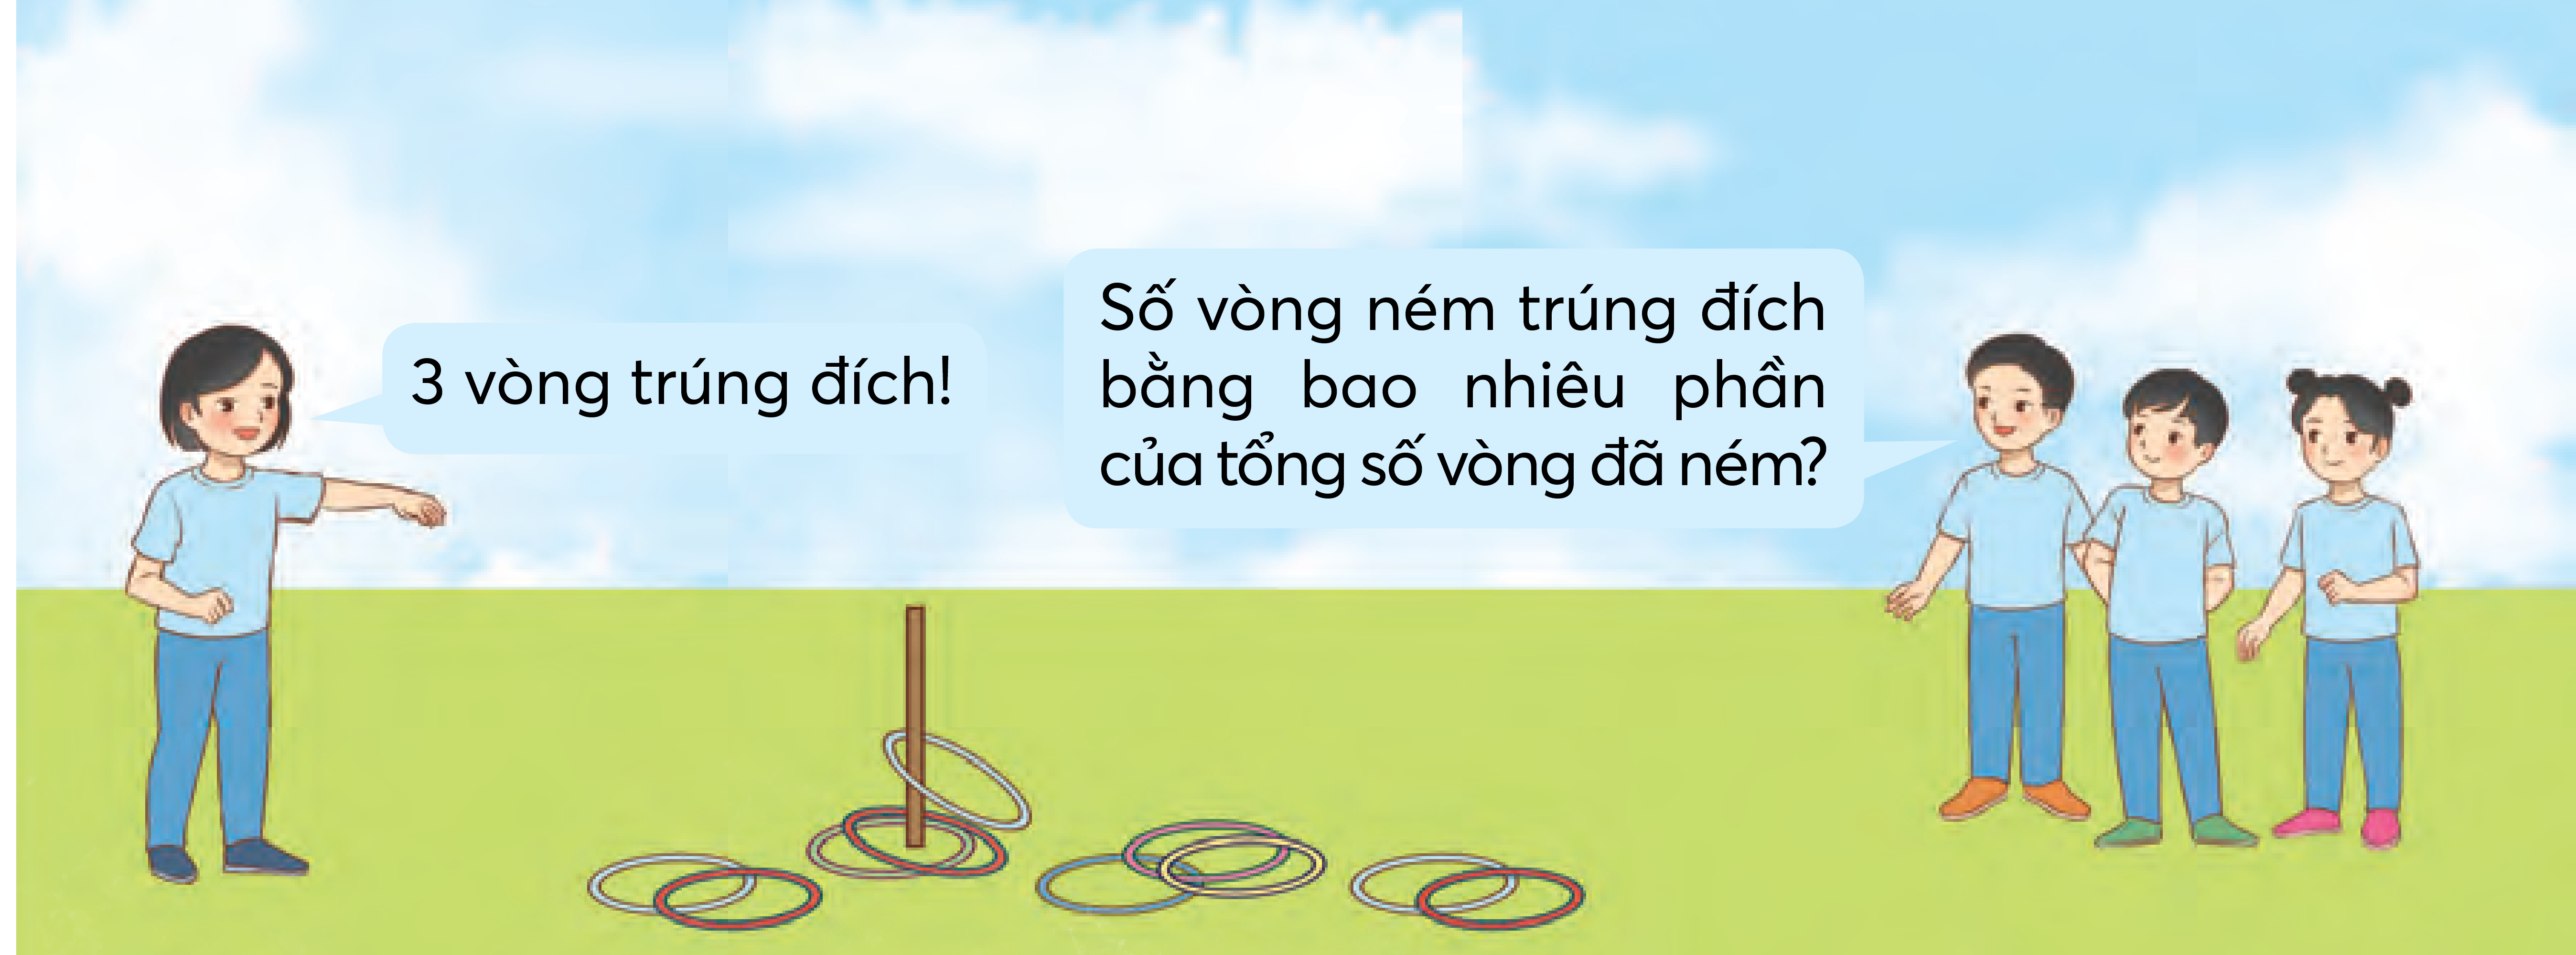 3 vòng trúng đích!
Số vòng ném trúng đích
bằng bao nhiêu phần
của tổng số vòng đã ném?